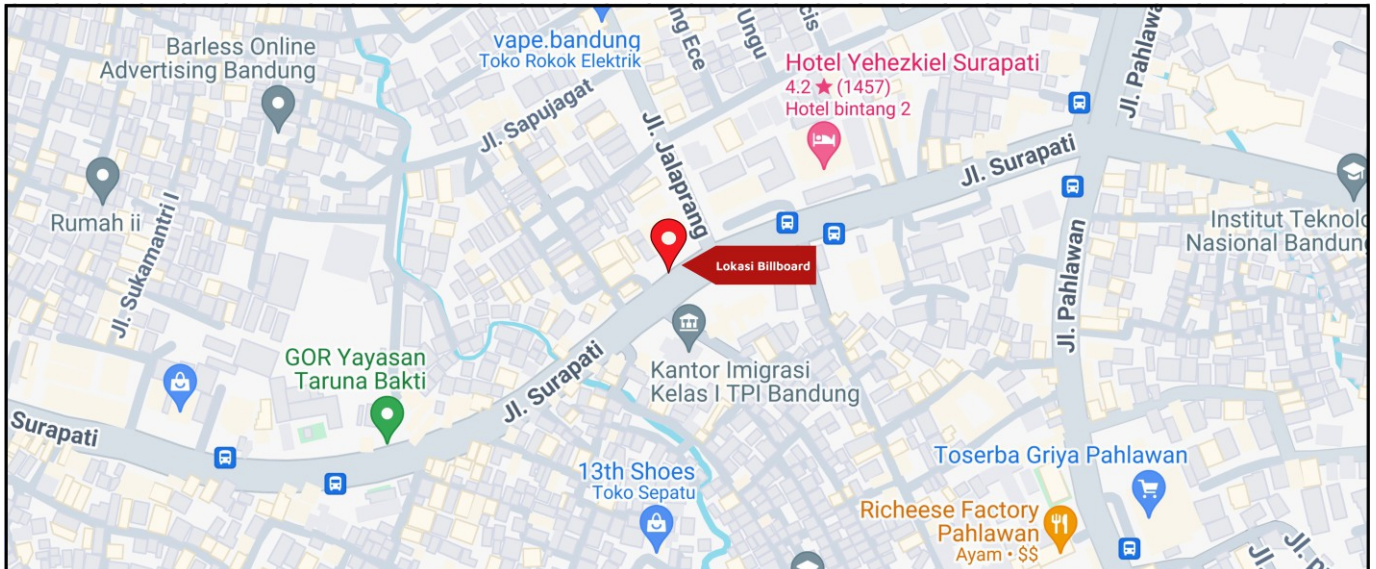 Barless Online
Advertising Bandung
vape.bandung
Toko Rokok Elektrik
Ungu
Hotel Yehezkiel Surapati
4.2 ★ (1457)
Hotel bintang 2
Jl. Sapujagat
Jl. Jalaprang
Jl. Surapati
Rumah ii
Jl. Sukamantri I
Lokasi Billboard
Jl. Pahlawan
Institut Teknolo
Nasional Bandun
GOR Yayasan
Taruna Bakti
Jl. Surapati
Kantor Imigrasi
Kelas I TPI Bandung
Surapati
13th Shoes
Toko Sepatu
Toserba Griya Pahlawan
Richeese Factory
Pahlawan
Ayam • $$
Jl.